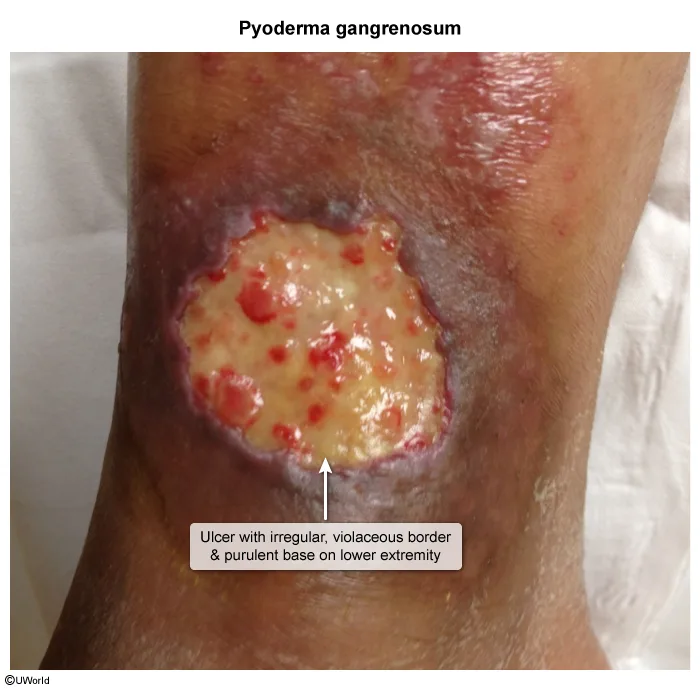 Pyoderma gangrenosum
Ulcer with irregular, violaceous border
& purulent base on lower extremity
©UWorld